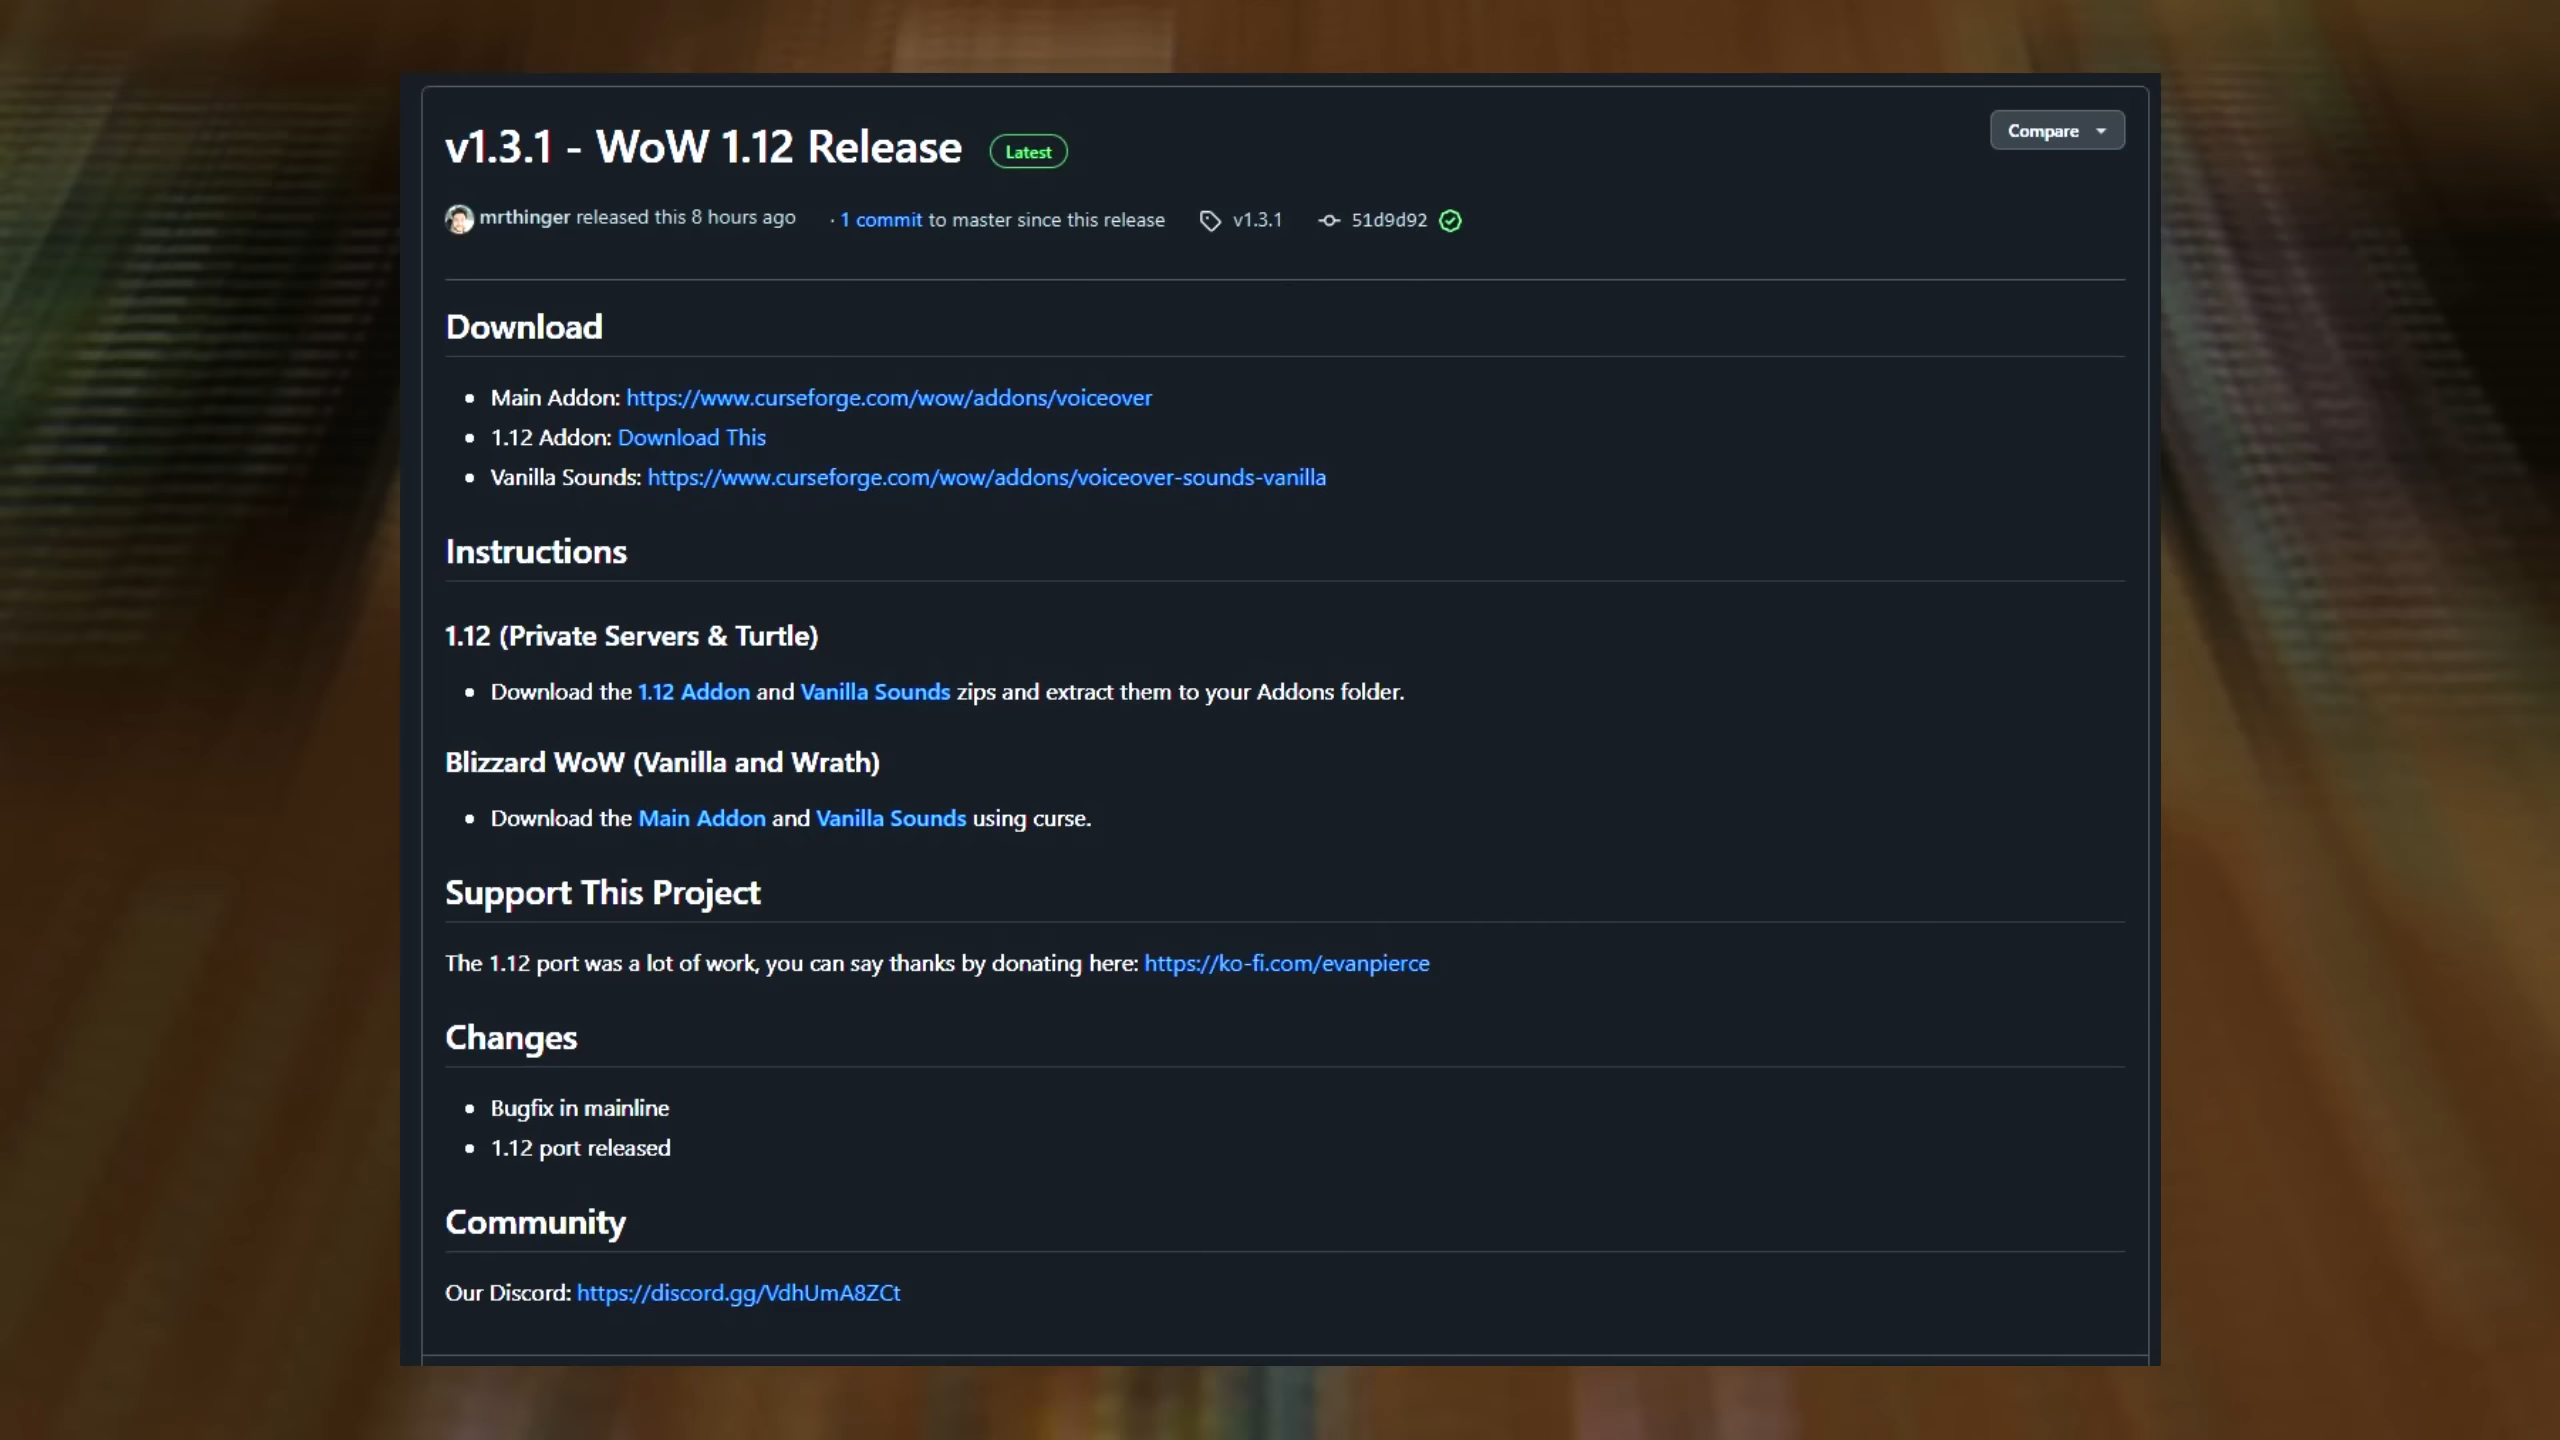 v1.3.1 - WoW 1.12 Release Latest Compare
mrthinger released this 8 hours ago · 1 commit to master since this release v1.3.1 51d9d92
Download
• Main Addon: https://www.curseforge.com/wow/addons/voiceover
• 1.12 Addon: Download This
• Vanilla Sounds: https://www.curseforge.com/wow/addons/voiceover-sounds-vanilla
Instructions
1.12 (Private Servers & Turtle)
• Download the 1.12 Addon and Vanilla Sounds zips and extract them to your Addons folder.
Blizzard WoW (Vanilla and Wrath)
• Download the Main Addon and Vanilla Sounds using curse.
Support This Project
The 1.12 port was a lot of work, you can say thanks by donating here: https://ko-fi.com/evanpierce
Changes
• Bugfix in mainline
• 1.12 port released
Community
Our Discord: https://discord.gg/VdhUmA8ZCt